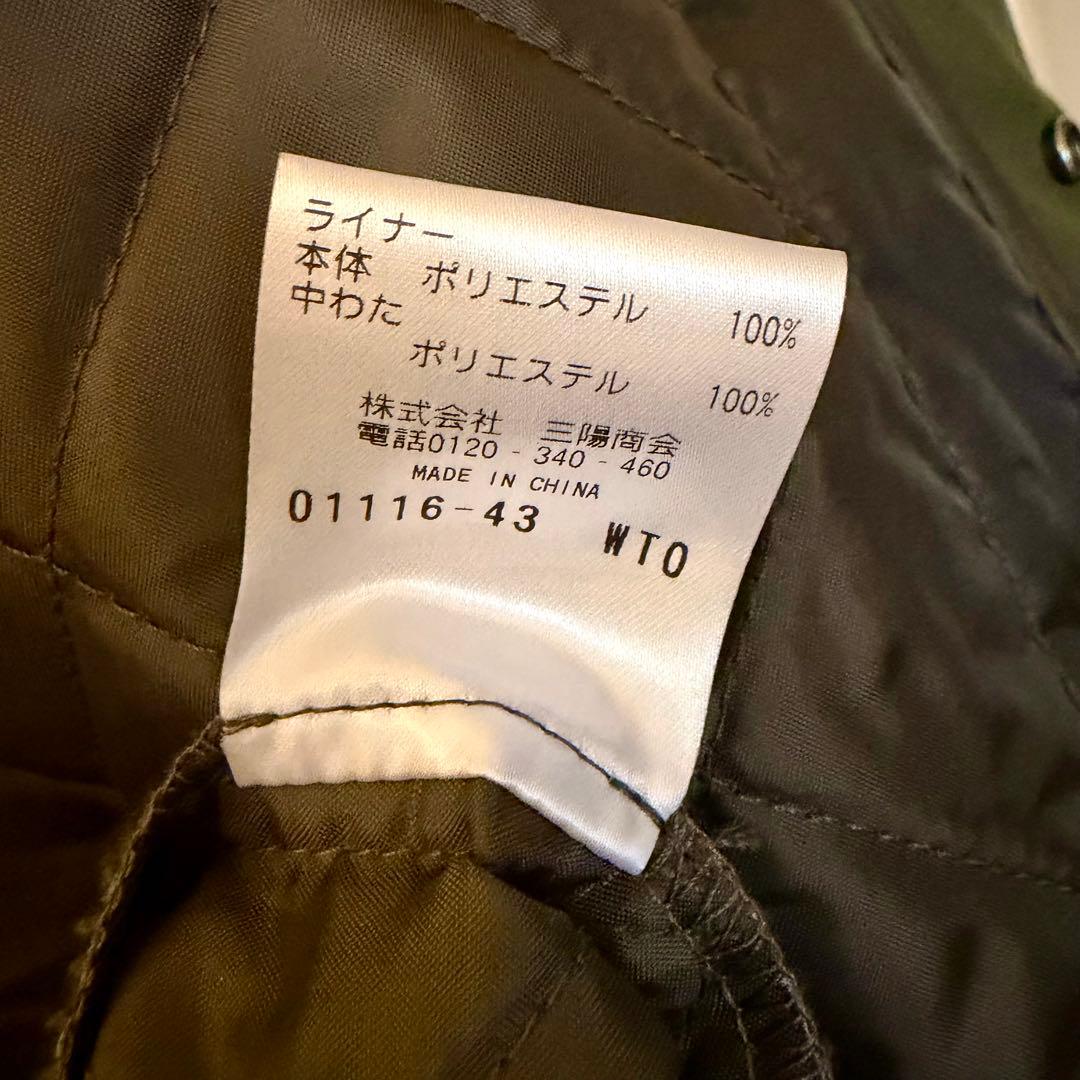 ライナー
本体 ポリエステル 100%
中わた
ポリエステル 100%
株式会社 三陽商会
電話0120 - 340 - 460
MADE IN CHINA
01116-43 WTO